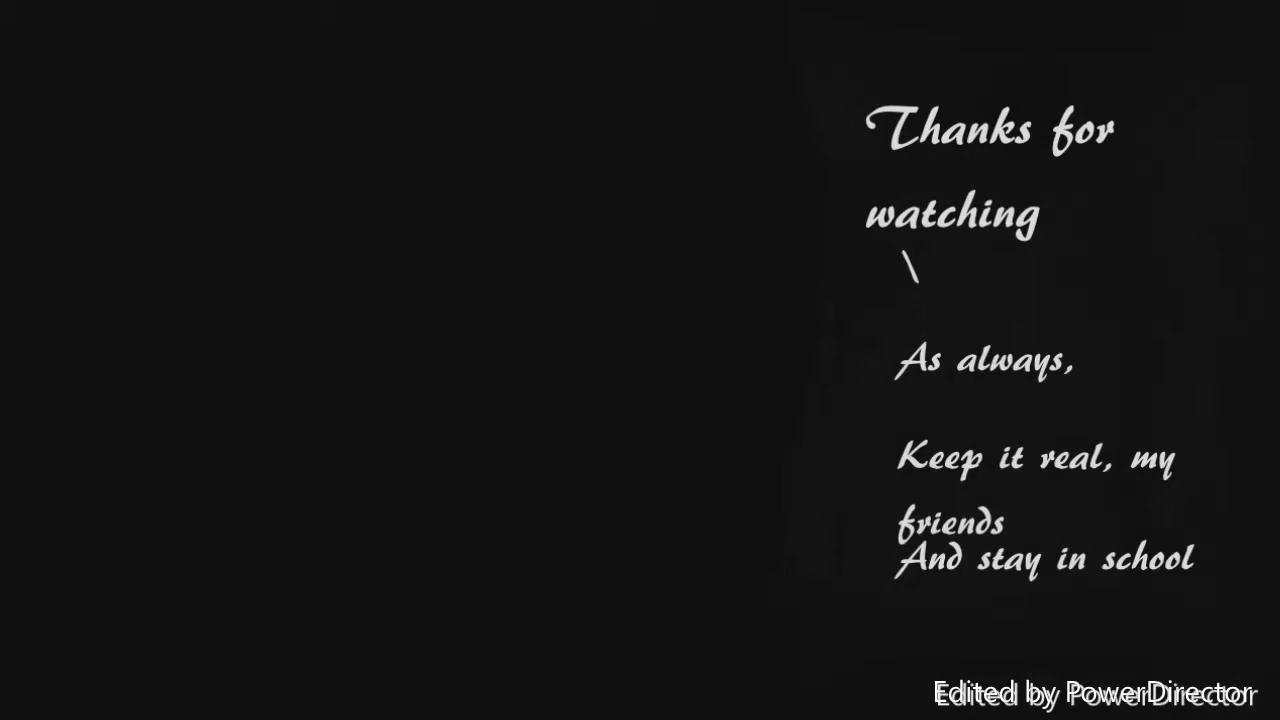 Thanks for
watching
\
As always,
Keep it real, my
friends
And stay in school
Edited by PowerDirector